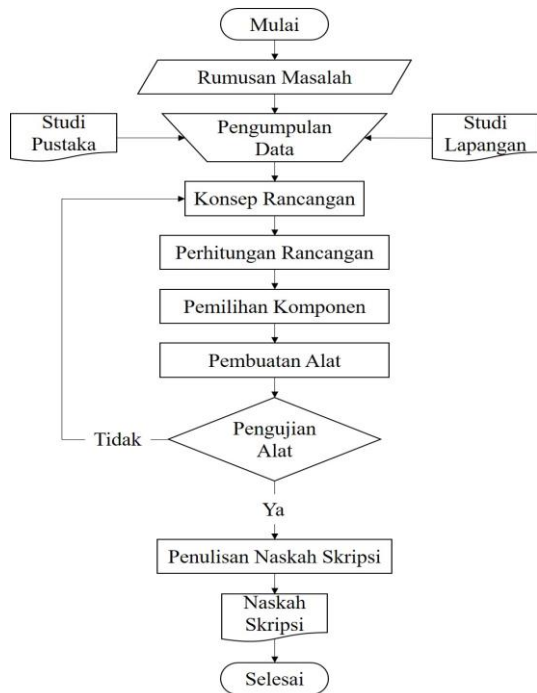 Mulai
Rumusan Masalah
Studi
Pustaka
Pengumpulan
Data
Studi
Lapangan
Konsep Rancangan
Perhitungan Rancangan
Pemilihan Komponen
Pembuatan Alat
Pengujian
Alat
Tidak
Ya
Penulisan Naskah Skripsi
Naskah
Skripsi
Selesai